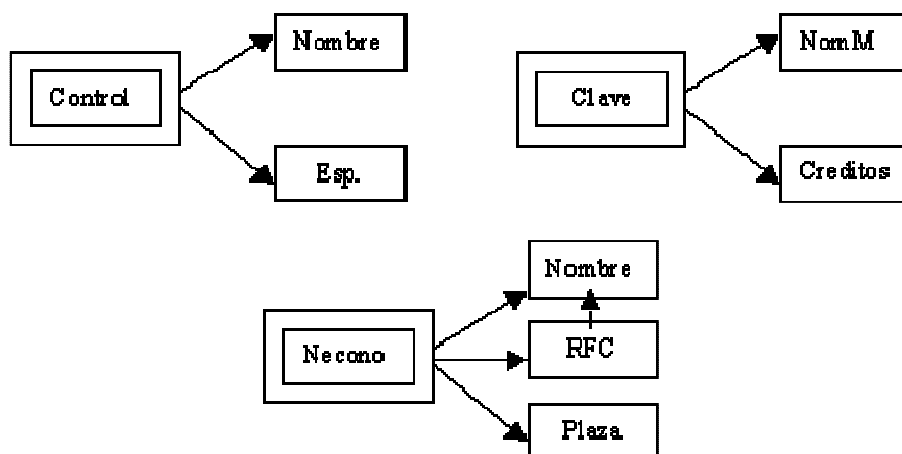 Control
Nombre
Esp.
Clave
NomM
Creditos
Necono
Nombre
RFC
Plaza